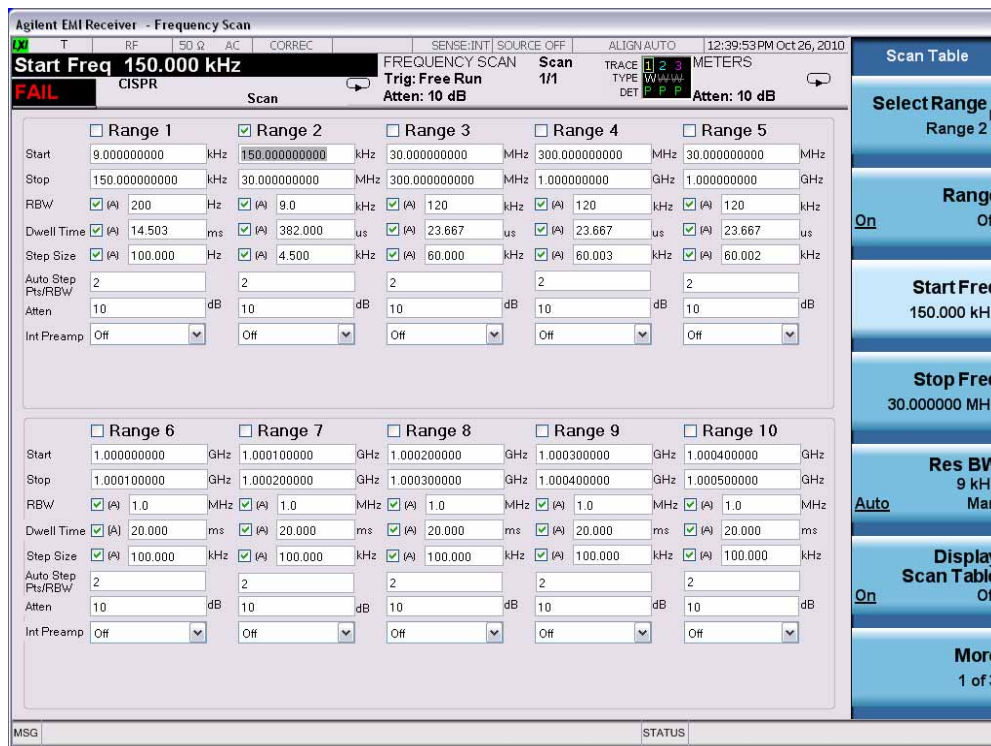 Agilent EMI Receiver - Frequency Scan
LXI T RF 50 Ω AC CORREC SENSE:INT SOURCE OFF ALIGN AUTO 12:39:53 PM Oct 26, 2010
Start Freq 150.000 kHz
FAIL CISPR Scan
FREQUENCY SCAN Scan
Trig: Free Run 1/1
Atten: 10 dB
TRACE 1 2 3
TYPE W W W
DET P P P
METERS
Atten: 10 dB
Range 1 Range 2 Range 3 Range 4 Range 5
Start 9.000000000 kHz 150.000000000 kHz 30.000000000 MHz 300.000000000 MHz 30.000000000 MHz
Stop 150.000000000 kHz 30.000000000 MHz 300.000000000 MHz 1.000000000 GHz 1.000000000 GHz
RBW (A) 200 Hz (A) 9.0 kHz (A) 120 kHz (A) 120 kHz (A) 120 kHz
Dwell Time (A) 14.503 ms (A) 382.000 us (A) 23.667 us (A) 23.667 us (A) 23.667 us
Step Size (A) 100.000 Hz (A) 4.500 kHz (A) 60.000 kHz (A) 60.003 kHz (A) 60.002 kHz
Auto Step Pts/RBW 2 2 2 2 2
Atten 10 dB 10 dB 10 dB 10 dB 10 dB
Int Preamp Off Off Off Off Off
Range 6 Range 7 Range 8 Range 9 Range 10
Start 1.000000000 GHz 1.000100000 GHz 1.000200000 GHz 1.000300000 GHz 1.000400000 GHz
Stop 1.000100000 GHz 1.000200000 GHz 1.000300000 GHz 1.000400000 GHz 1.000500000 GHz
RBW (A) 1.0 MHz (A) 1.0 MHz (A) 1.0 MHz (A) 1.0 MHz (A) 1.0 MHz
Dwell Time (A) 20.000 ms (A) 20.000 ms (A) 20.000 ms (A) 20.000 ms (A) 20.000 ms
Step Size (A) 100.000 kHz (A) 100.000 kHz (A) 100.000 kHz (A) 100.000 kHz (A) 100.000 kHz
Auto Step Pts/RBW 2 2 2 2 2
Atten 10 dB 10 dB 10 dB 10 dB 10 dB
Int Preamp Off Off Off Off Off
MSG STATUS
Scan Table
Select Range
Range 2
Range
On Of
Start Fre
150.000 kH
Stop Fre
30.000000 MH
Res BW
9 kH
Auto Ma
Display
Scan Table
On Of
More
1 of 3